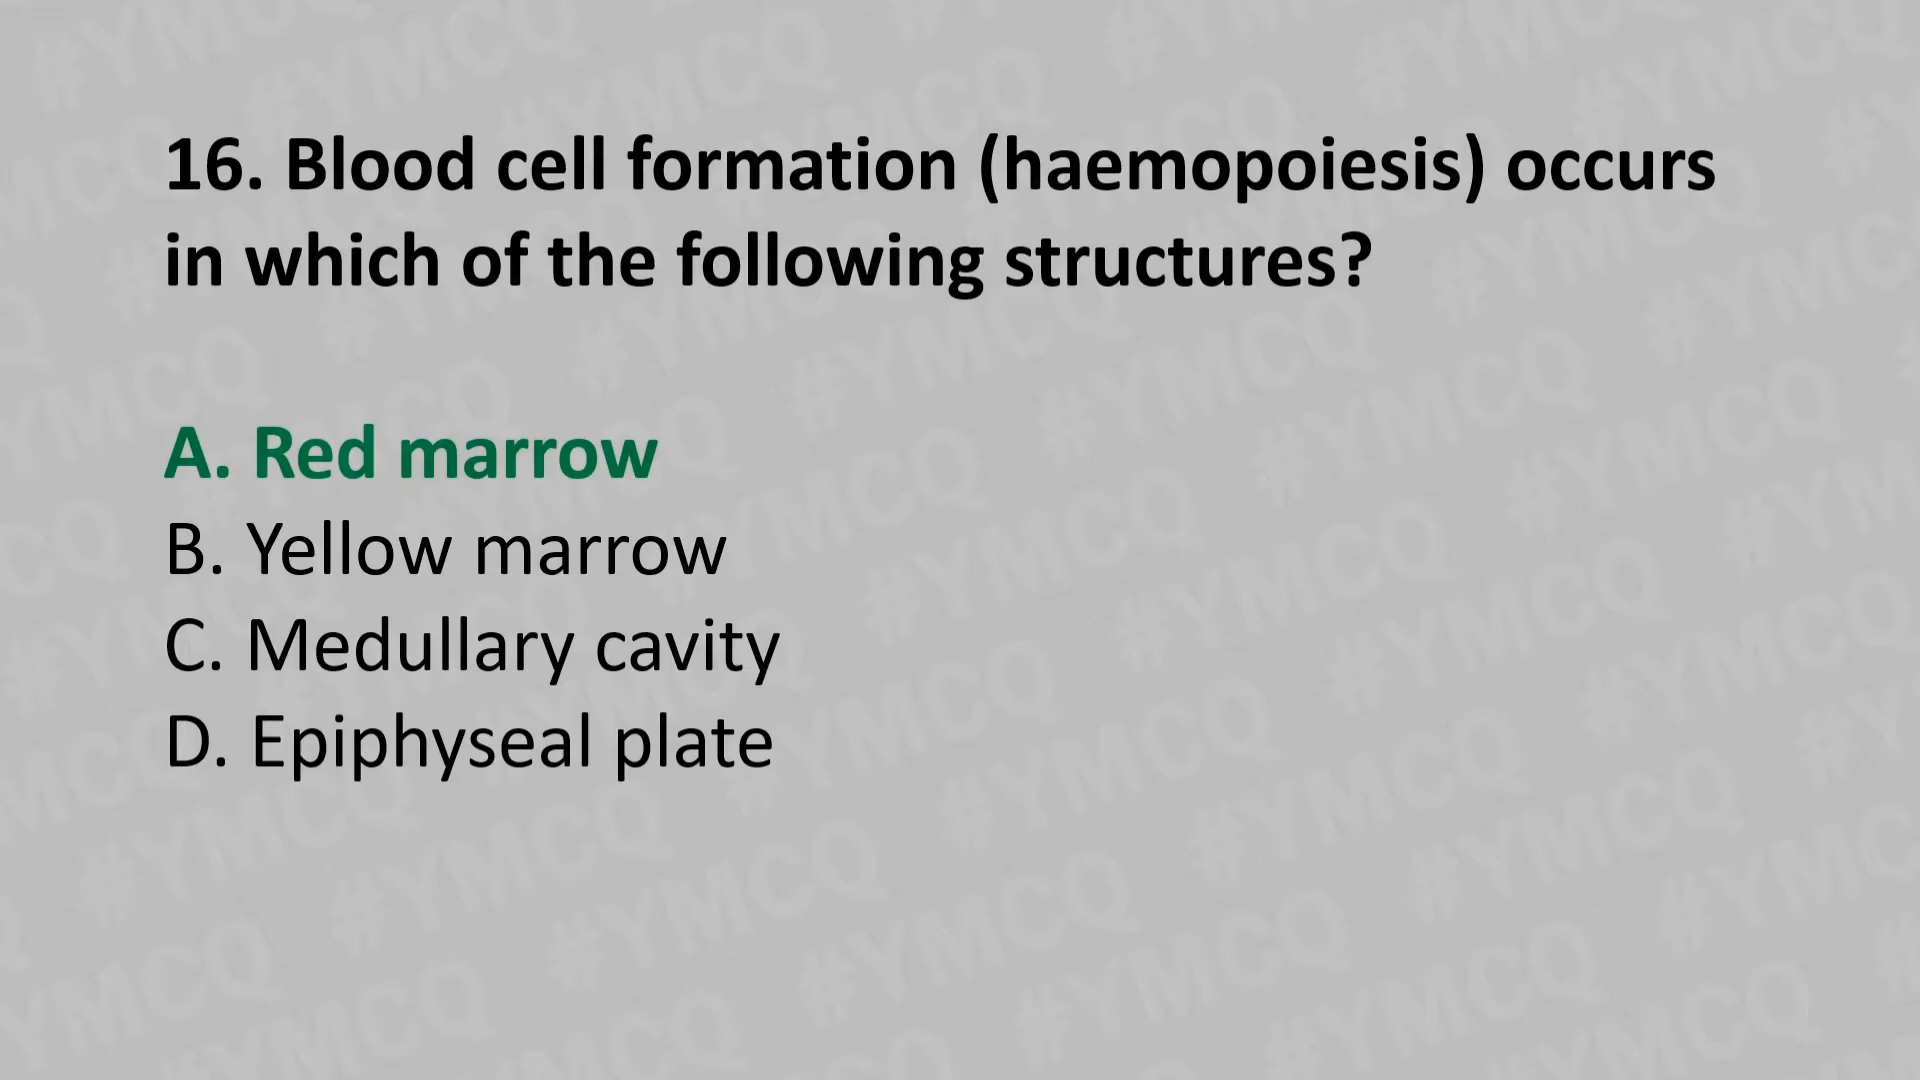 16. Blood cell formation (haemopoiesis) occurs
in which of the following structures?
A. Red marrow
B. Yellow marrow
C. Medullary cavity
D. Epiphyseal plate
#YMCQ